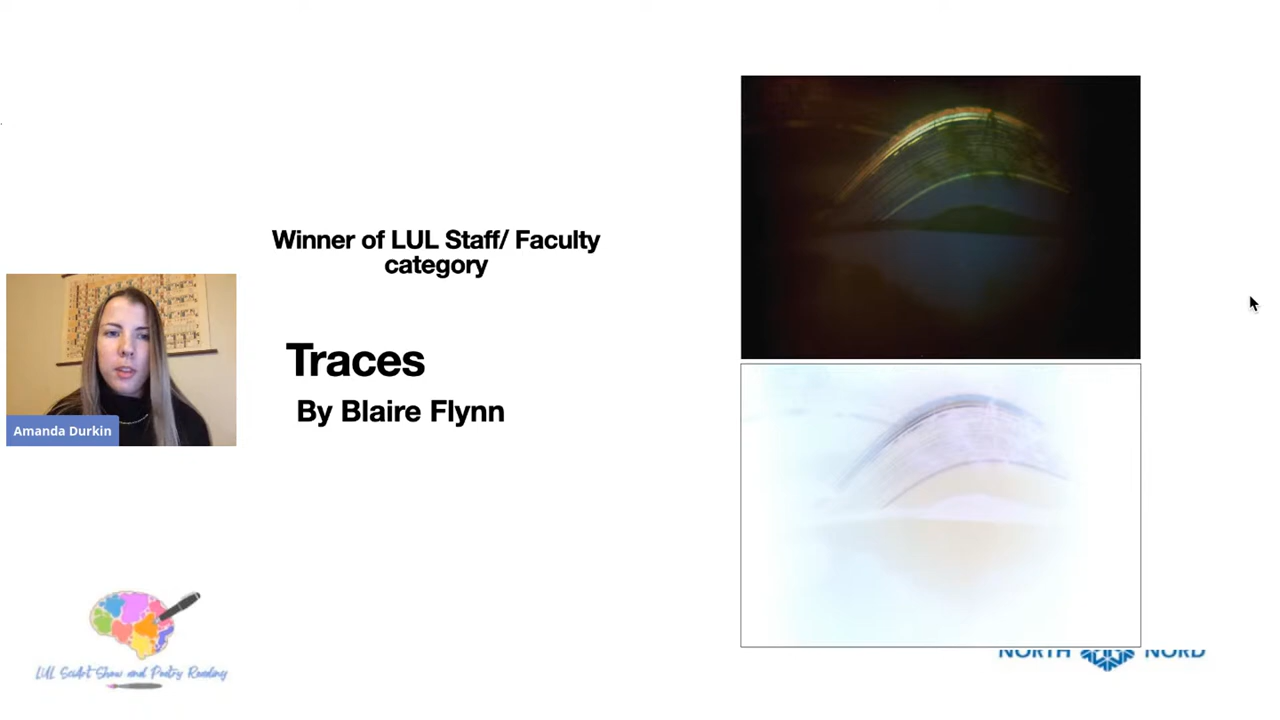 Winner of LUL Staff/ Faculty
category
Traces
By Blaire Flynn
Amanda Durkin
LUL SciArt Show and Poetry Reading
NORTH NORD